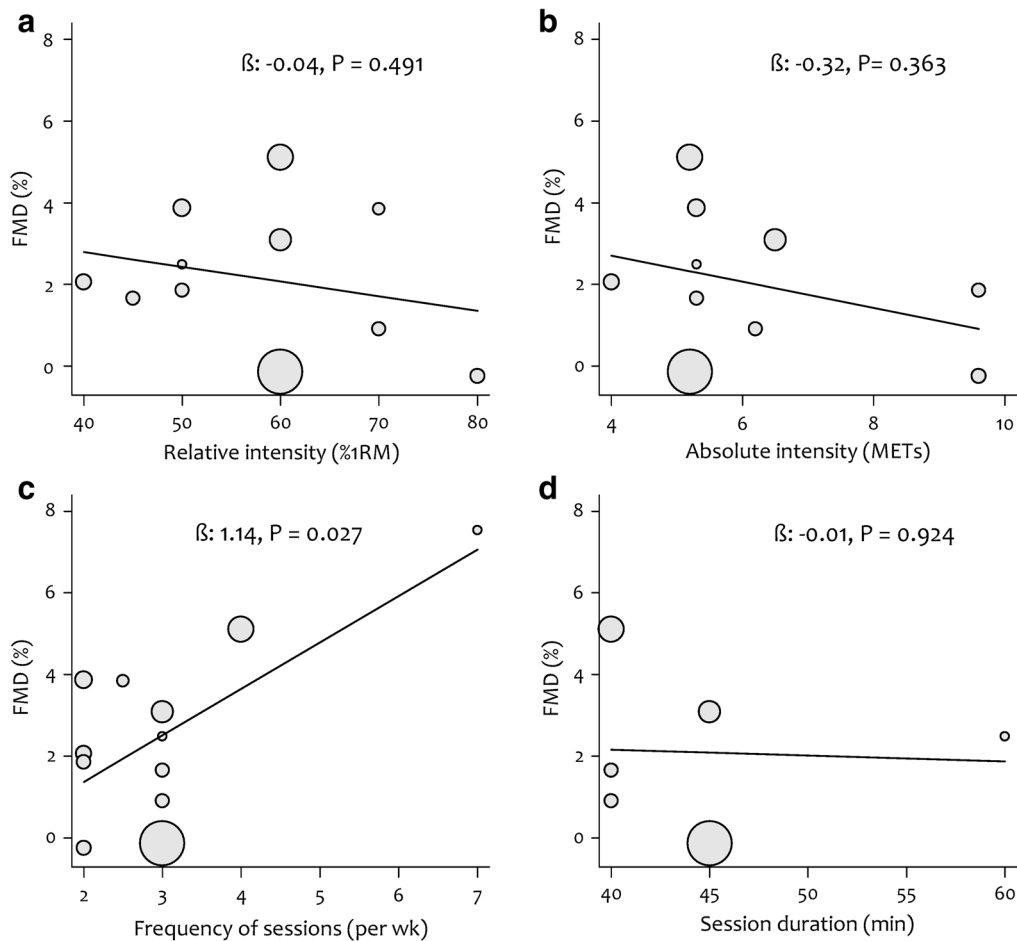 a
ß: -0.04, P = 0.491
8
6
4
2
0
FMD (%)
40 50 60 70 80
Relative intensity (%1RM)
b
ß: -0.32, P= 0.363
8
6
4
2
0
FMD (%)
4 6 8 10
Absolute intensity (METs)
c
ß: 1.14, P = 0.027
8
6
4
2
0
FMD (%)
2 3 4 5 6 7
Frequency of sessions (per wk)
d
ß: -0.01, P = 0.924
8
6
4
2
0
FMD (%)
40 45 50 55 60
Session duration (min)